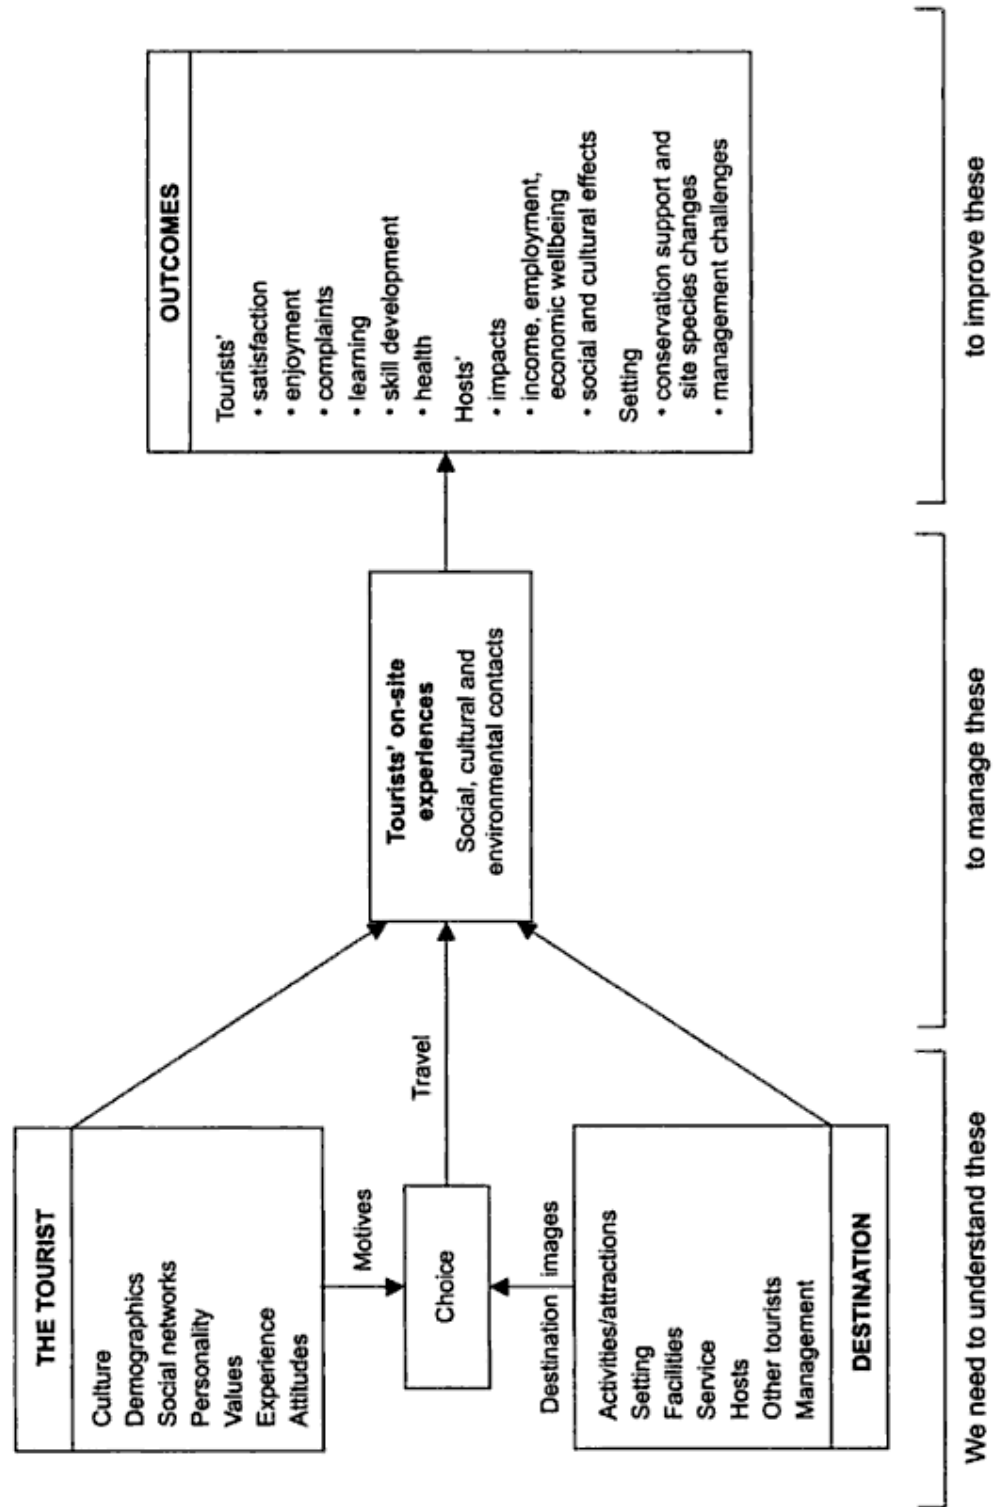 THE TOURIST
Culture
Demographics
Social networks
Personality
Values
Experience
Attitudes
Motives
Choice
Travel
Destination images
Activities/attractions
Setting
Facilities
Service
Hosts
Other tourists
Management
DESTINATION
Tourists' on-site
experiences
Social, cultural and
environmental contacts
OUTCOMES
Tourists'
• satisfaction
• enjoyment
• complaints
• learning
• skill development
• health
Hosts'
• impacts
• income, employment,
economic wellbeing
• social and cultural effects
Setting
• conservation support and
site species changes
• management challenges
We need to understand these
to manage these
to improve these